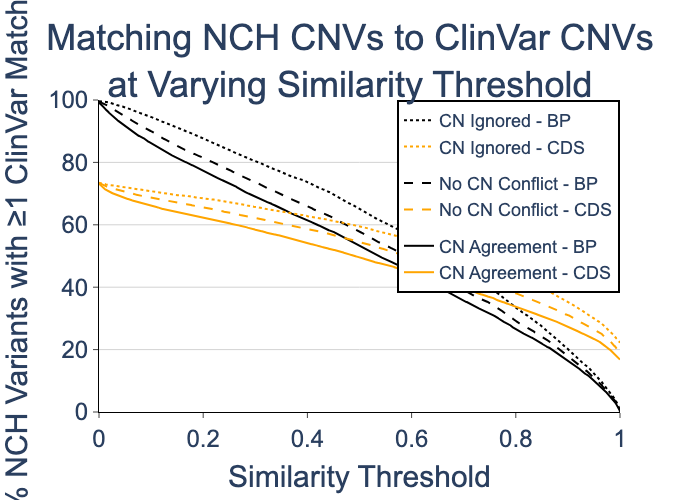 Matching NCH CNVs to ClinVar CNVs
at Varying Similarity Threshold
% NCH Variants with ≥1 ClinVar Match
100
80
60
40
20
0
CN Ignored - BP
CN Ignored - CDS
No CN Conflict - BP
No CN Conflict - CDS
CN Agreement - BP
CN Agreement - CDS
0
0.2
0.4
0.6
0.8
1
Similarity Threshold